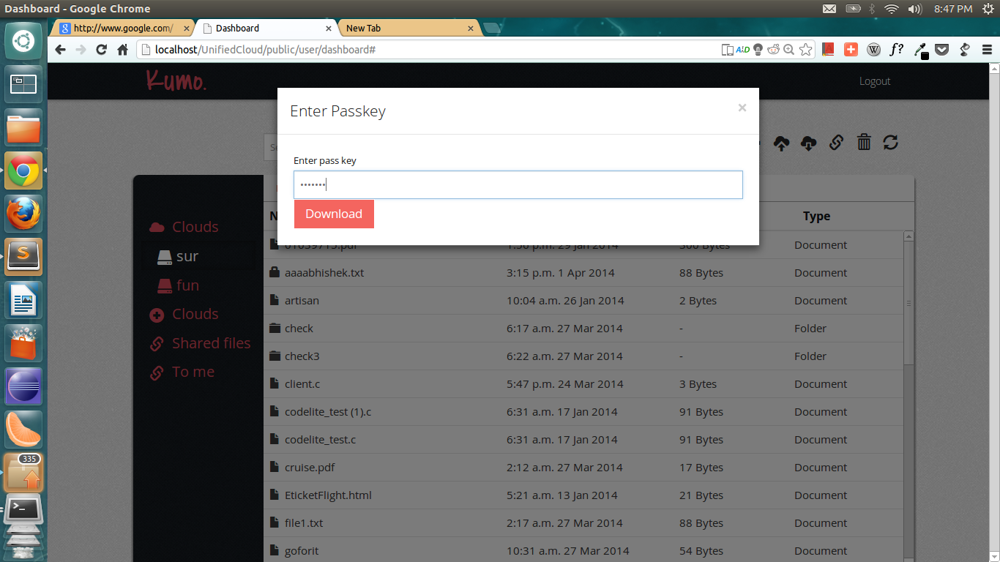 Dashboard - Google Chrome
8:47 PM
http://www.google.com/
Dashboard
New Tab
localhost/UnifiedCloud/public/user/dashboard#
Kumo.
Logout
Enter Passkey
×
Enter pass key
•••••••
Download
Type
Clouds
sur
fun
Clouds
Shared files
To me
1:56 p.m. 29 Jan 2014 Document
aaaabhishek.txt 3:15 p.m. 1 Apr 2014 88 Bytes Document
artisan 10:04 a.m. 26 Jan 2014 2 Bytes Document
check 6:17 a.m. 27 Mar 2014 - Folder
check3 6:22 a.m. 27 Mar 2014 - Folder
client.c 5:47 p.m. 24 Mar 2014 3 Bytes Document
codelite_test (1).c 6:31 a.m. 17 Jan 2014 91 Bytes Document
codelite_test.c 6:31 a.m. 17 Jan 2014 91 Bytes Document
cruise.pdf 2:12 a.m. 27 Mar 2014 17 Bytes Document
EticketFlight.html 5:21 a.m. 13 Jan 2014 21 Bytes Document
file1.txt 2:17 a.m. 27 Mar 2014 88 Bytes Document
goforit 10:31 a.m. 27 Mar 2014 54 Bytes Document
335